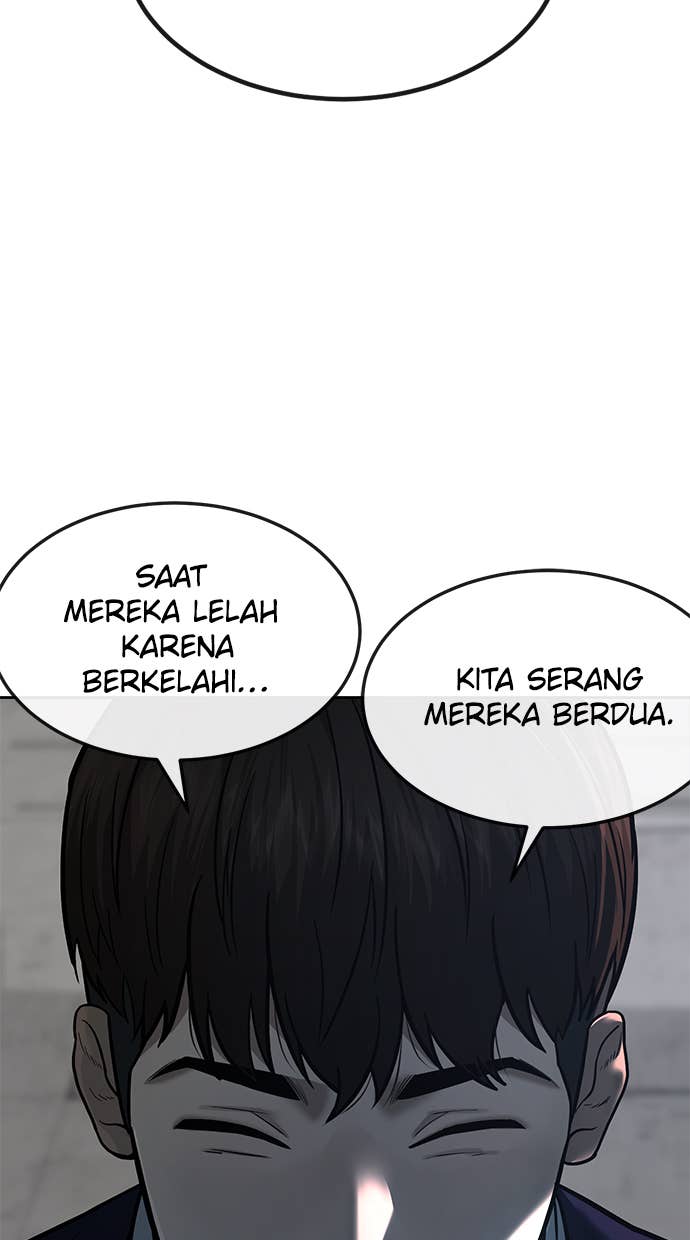 SAAT
MEREKA LELAH
KARENA
BERKELAHI...
KITA SERANG
MEREKA BERDUA.